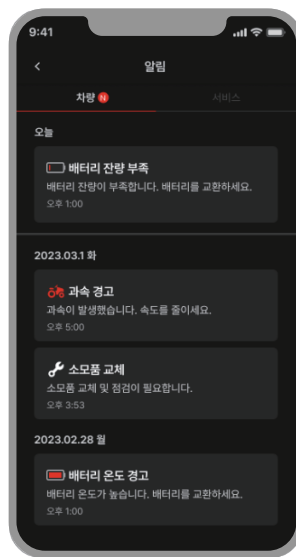 9:41
알림
차량 N
서비스
오늘
배터리 잔량 부족
배터리 잔량이 부족합니다. 배터리를 교환하세요.
오후 1:00
2023.03.1 화
과속 경고
과속이 발생했습니다. 속도를 줄이세요.
오후 5:00
소모품 교체
소모품 교체 및 점검이 필요합니다.
오후 3:53
2023.02.28 월
배터리 온도 경고
배터리 온도가 높습니다. 배터리를 교환하세요.
오후 1:00